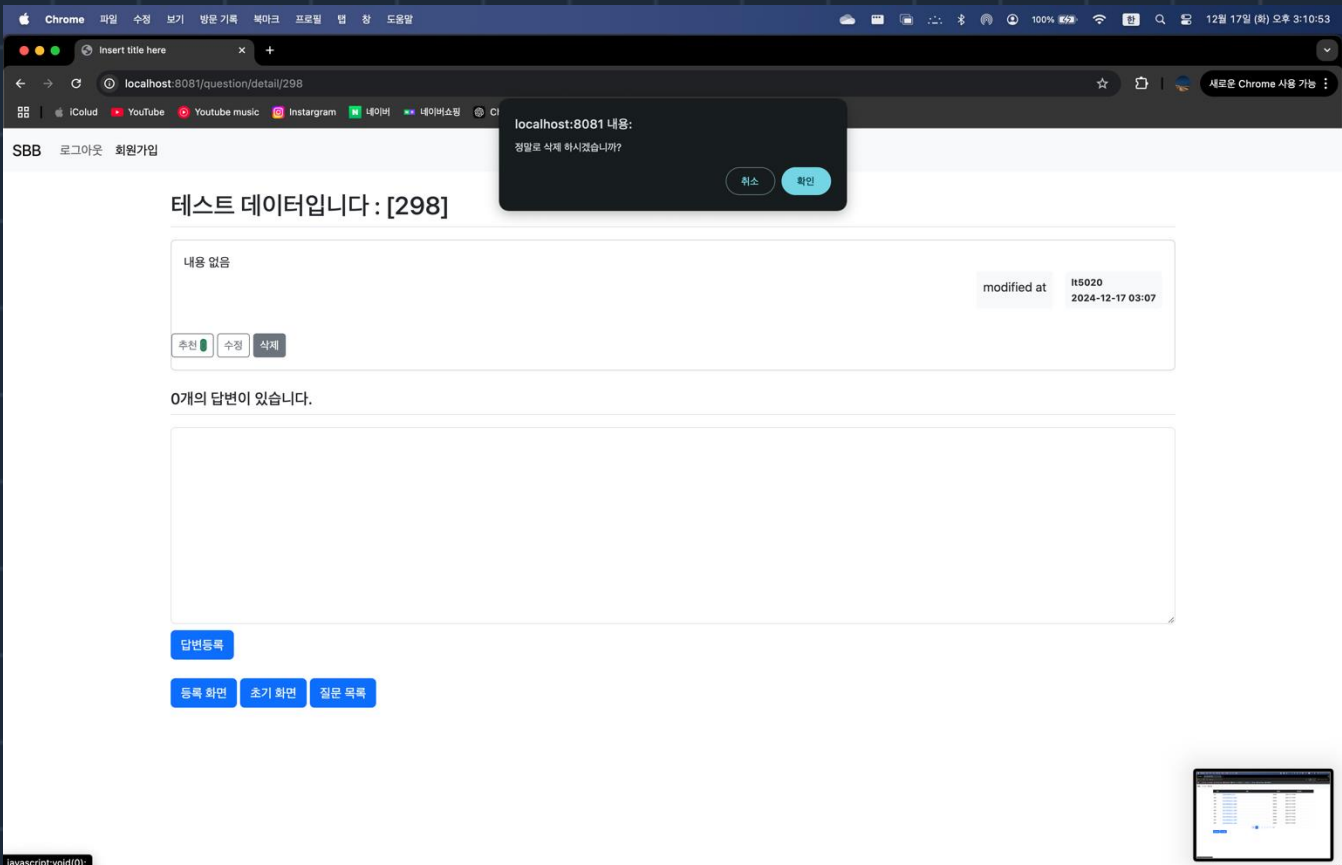 Chrome 파일 수정 보기 방문 기록 북마크 프로필 탭 창 도움말 100% 한 12월 17일 (화) 오후 3:10:53
Insert title here
localhost:8081/question/detail/298 새로운 Chrome 사용 가능
iColud YouTube Youtube music Instargram 네이버 네이버쇼핑
localhost:8081 내용:
정말로 삭제 하시겠습니까?
취소 확인
SBB 로그아웃 회원가입
테스트 데이터입니다 : [298]
내용 없음
modified at
lt5020
2024-12-17 03:07
추천 수정 삭제
0개의 답변이 있습니다.
답변등록
등록 화면 초기 화면 질문 목록
javascript:void(0);